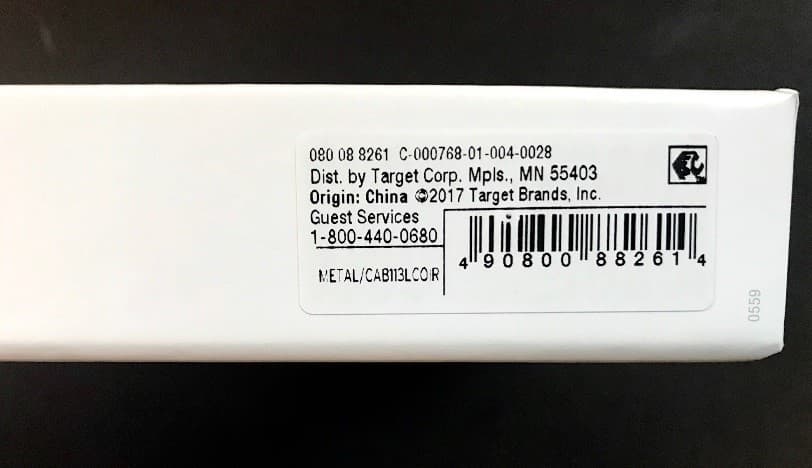 080 08 8261 C-000768-01-004-0028
Dist. by Target Corp. Mpls., MN 55403
Origin: China ©2017 Target Brands, Inc.
Guest Services
1-800-440-0680
METAL/CAB113LCOIR
4 90800 88261 4
0559